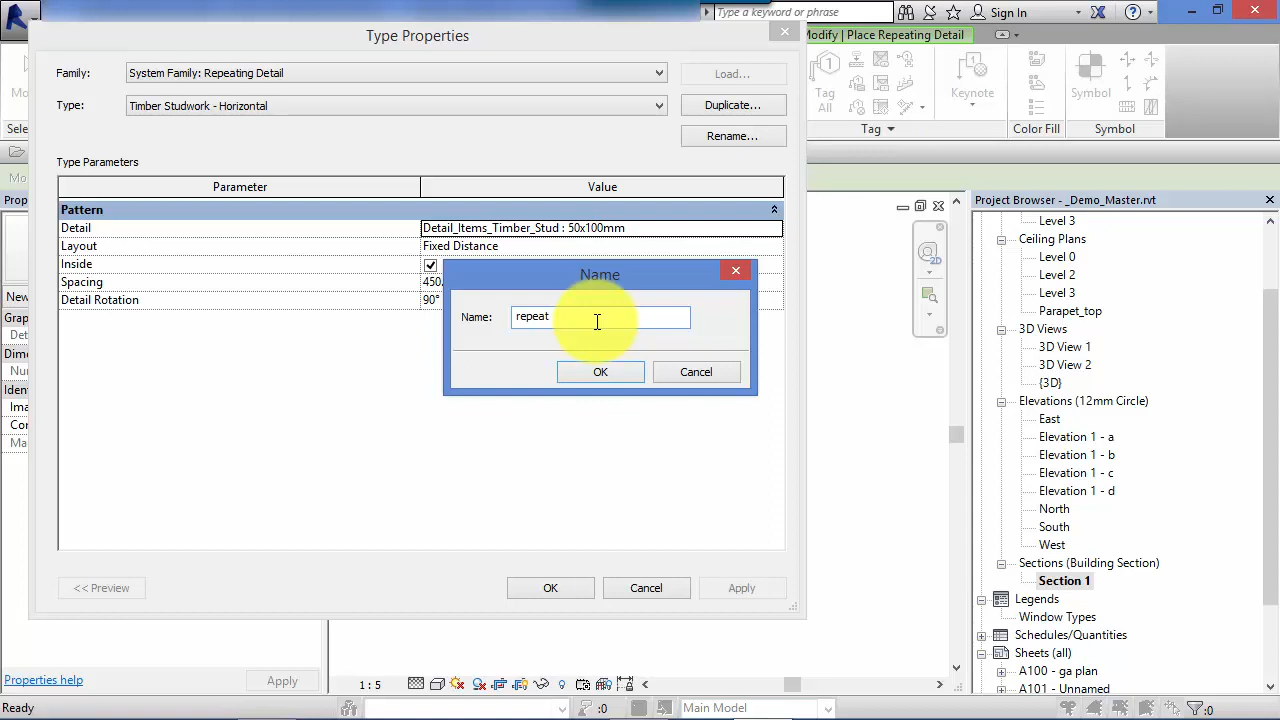 Type a keyword or phrase
Sign In
Type Properties
Modify | Place Repeating Detail
Family:
System Family: Repeating Detail
Load...
Type:
Timber Studwork - Horizontal
Duplicate...
Rename...
Tag All
Keynote
Symbol
Tag
Color Fill
Symbol
Type Parameters
Parameter
Value
Pattern
Detail
Detail_Items_Timber_Stud : 50x100mm
Layout
Fixed Distance
Inside
Spacing
450.
Detail Rotation
90°
Name
Name:
repeat
OK
Cancel
<< Preview
OK
Cancel
Apply
Properties help
Apply
1 : 5
Ready
:0
Main Model
:0
Project Browser - _Demo_Master.rvt
Level 3
Ceiling Plans
Level 0
Level 2
Level 3
Parapet_top
3D Views
3D View 1
3D View 2
{3D}
Elevations (12mm Circle)
East
Elevation 1 - a
Elevation 1 - b
Elevation 1 - c
Elevation 1 - d
North
South
West
Sections (Building Section)
Section 1
Legends
Window Types
Schedules/Quantities
Sheets (all)
A100 - ga plan
A101 - Unnamed